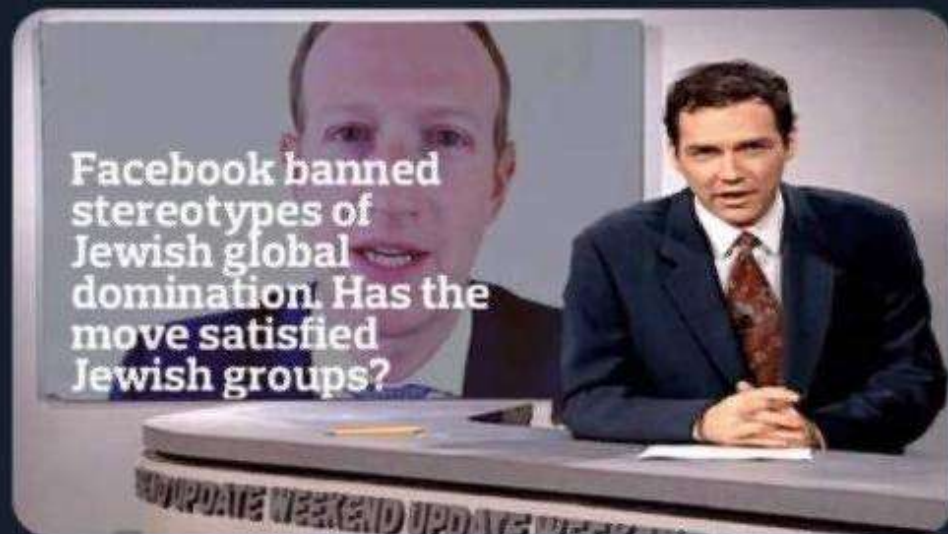 Facebook banned
stereotypes of
Jewish global
domination. Has the
move satisfied
Jewish groups?
UPDATE WEEKEND UPDATE